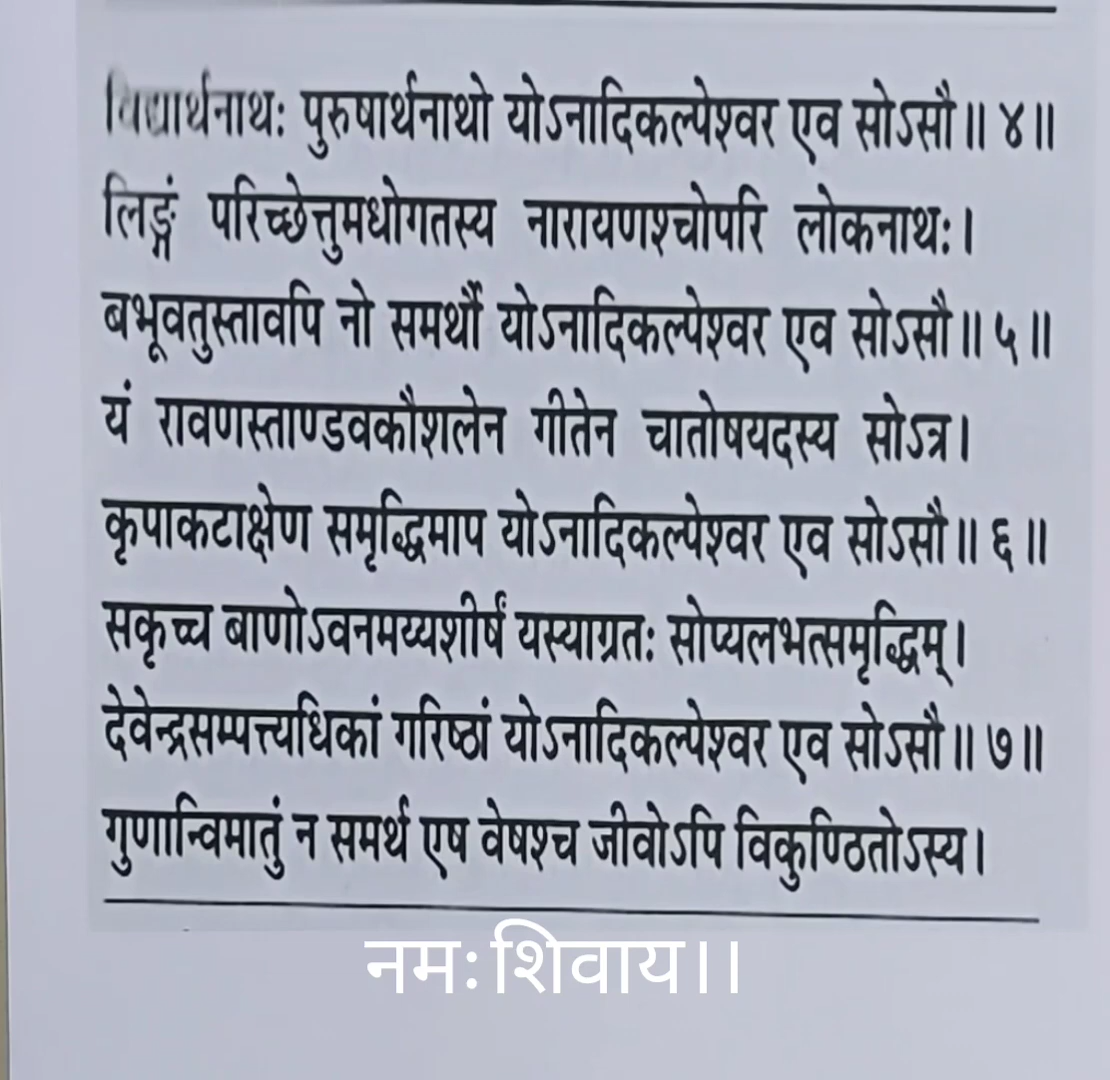 विद्यार्थनाथः पुरुषार्थनाथो योऽनादिकल्पेश्वर एव सोऽसौ॥ ४॥
लिङ्गं परिच्छेत्तुमधोगतस्य नारायणश्चोपरि लोकनाथः।
बभूवतुस्तावपि नो समर्थौ योऽनादिकल्पेश्वर एव सोऽसौ॥ ५ ॥
यं रावणस्ताण्डवकौशलेन गीतेन चातोषयदस्य सोऽत्र।
कृपाकटाक्षेण समृद्धिमाप योऽनादिकल्पेश्वर एव सोऽसौ॥ ६ ॥
सकृच्च बाणोऽवनमय्यशीर्षं यस्याग्रतः सोप्यलभत्समृद्धिम्।
देवेन्द्रसम्पत्त्यधिकां गरिष्ठां योऽनादिकल्पेश्वर एव सोऽसौ॥ ७॥
गुणान्विमातुं न समर्थ एष वेषश्च जीवोऽपि विकुण्ठितोऽस्य।
नमः शिवाय।।